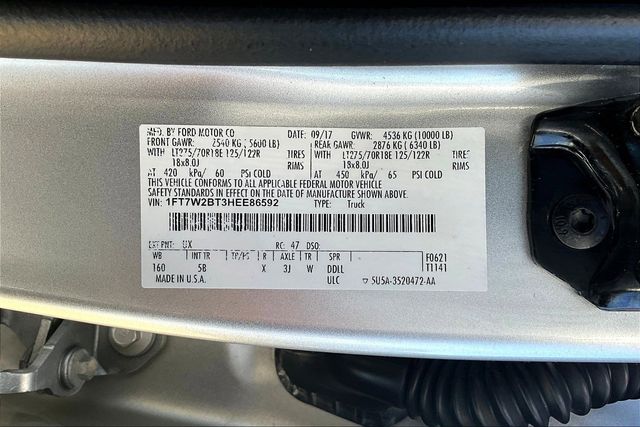 MFD. BY FORD MOTOR CO DATE: 09/17 GVWR: 4536 KG (10000 LB)
FRONT GAWR: 2540 KG (5600 LB) REAR GAWR: 2876 KG (6340 LB)
WITH LT275/70R18E 125/122R TIRES WITH LT275/70R18E 125/122R TIRES
18x8.0J RIMS 18x8.0J RIMS
AT 420 kPa/ 60 PSI COLD AT 450 kPa/ 65 PSI COLD
THIS VEHICLE CONFORMS TO ALL APPLICABLE FEDERAL MOTOR VEHICLE
SAFETY STANDARDS IN EFFECT ON THE DATE OF MANUFACTURE SHOWN ABOVE.
VIN: 1FT7W2BT3HEE86592 TYPE: Truck
EXT PNT: UX RC: 47 DSO:
WB INT TR TP/PS R AXLE TR SPR F0621
160 5B X 3J W DDLL T1141
MADE IN U.S.A. ULC 5U5A-3520472-AA